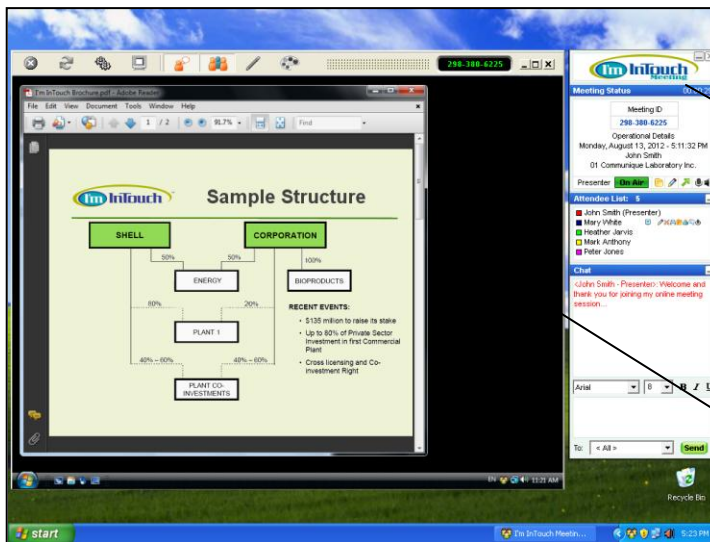 298-380-6225
I'm InTouch Brochure.pdf - Adobe Reader
File Edit View Document Tools Window Help
1 / 2 91.7% Find
I'm InTouch
Sample Structure
SHELL CORPORATION
50% 50% 100%
ENERGY BIOPRODUCTS
80% 20%
PLANT 1
40% – 60% 40% – 60%
PLANT CO-
INVESTMENTS
RECENT EVENTS:
• $135 million to raise its stake
• Up to 80% of Private Sector
Investment in first Commercial
Plant
• Cross licensing and Co-
investment Right
EN 11:21 AM
I'm InTouch
Meeting
Meeting Status
Meeting ID
298-380-6225
Operational Details
Monday, August 13, 2012 - 5:11:32 PM
John Smith
01 Communique Laboratory Inc.
Presenter On Air
Attendee List: 5
John Smith (Presenter)
Mary White
Heather Jarvis
Mark Anthony
Peter Jones
Chat
<John Smith - Presenter>: Welcome and
thank you for joining my online meeting
session...
Arial 8 B I U
To: < All > Send
Recycle Bin
start
I'm InTouch Meetin...
5:23 PM